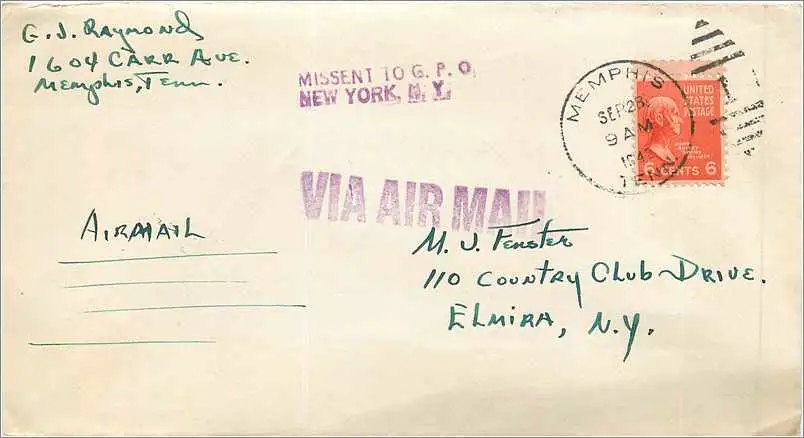 G. J. Raymond
1604 CARR AVE.
Memphis, Tenn.
MISSENT TO G. P. O.
NEW YORK, N. Y.
MEMPHIS
SEP 28
9 AM
TENN.
UNITED
STATES
POSTAGE
6 CENTS 6
VIA AIR MAIL
AIRMAIL
M. J. Fenster
110 Country Club Drive.
ELMIRA, N.Y.